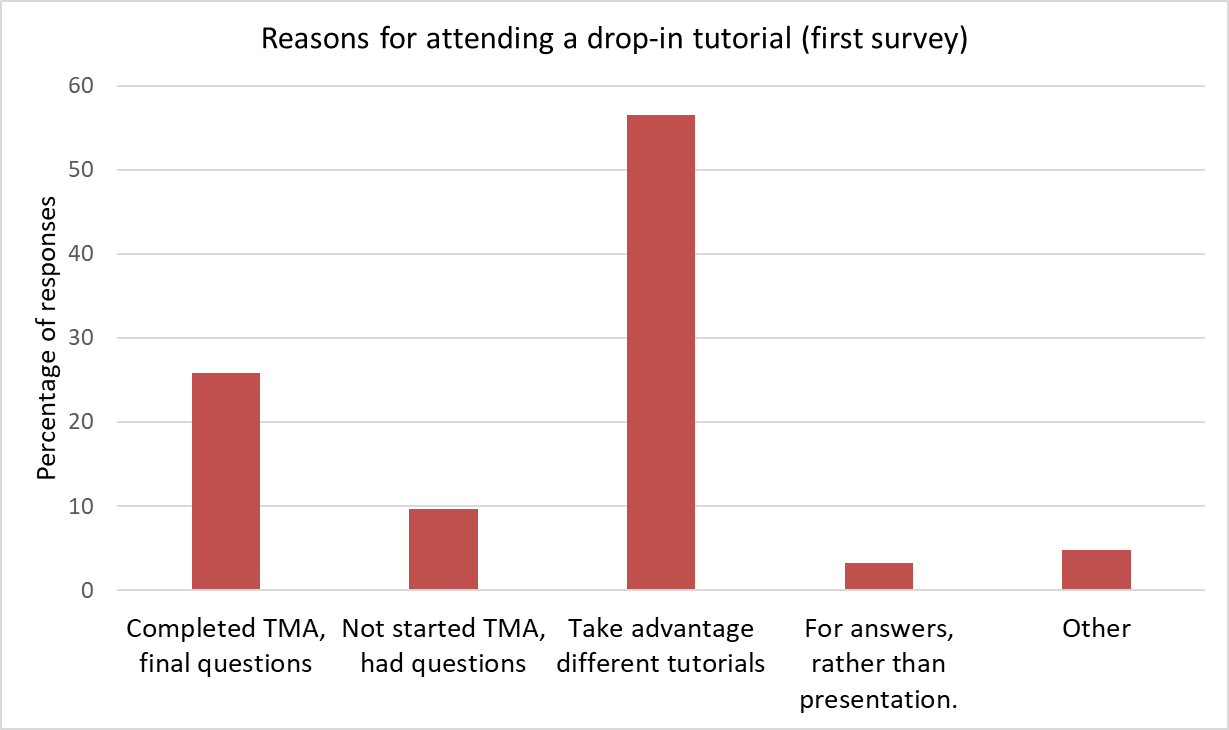 Reasons for attending a drop-in tutorial (first survey)
Percentage of responses
60
50
40
30
20
10
0
Completed TMA,
final questions
Not started TMA,
had questions
Take advantage
different tutorials
For answers,
rather than
presentation.
Other